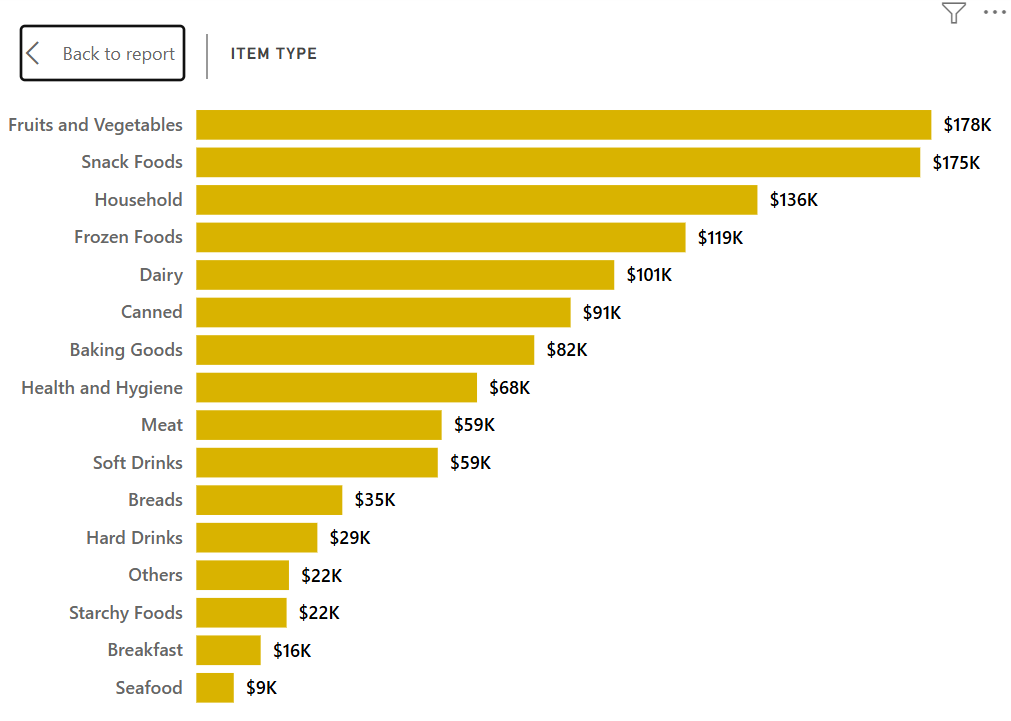 Back to report
ITEM TYPE
Fruits and Vegetables $178K
Snack Foods $175K
Household $136K
Frozen Foods $119K
Dairy $101K
Canned $91K
Baking Goods $82K
Health and Hygiene $68K
Meat $59K
Soft Drinks $59K
Breads $35K
Hard Drinks $29K
Others $22K
Starchy Foods $22K
Breakfast $16K
Seafood $9K